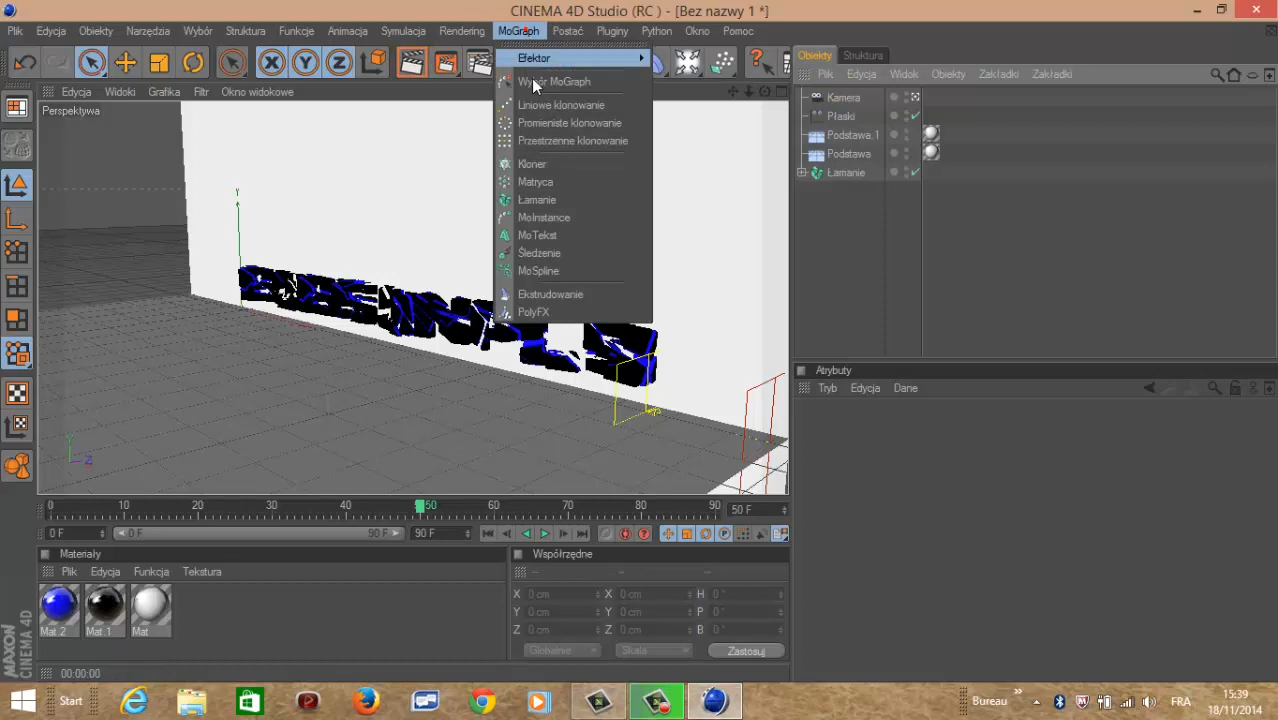 CINEMA 4D Studio (RC ) - [Bez nazwy 1 *]
Plik Edycja Obiekty Narzędzia Wybór Struktura Funkcje Animacja Symulacja Rendering MoGraph Postać Pluginy Python Okno Pomoc
X Y Z
Edycja Widoki Grafika Filtr Okno widokowe
Perspektywa
Efektor
Wybór MoGraph
Liniowe klonowanie
Promieniste klonowanie
Przestrzenne klonowanie
Kloner
Matryca
Łamanie
MoInstance
MoTekst
Śledzenie
MoSpline
Ekstrudowanie
PolyFX
Obiekty Struktura
Plik Edycja Widok Obiekty Zakładki Zakładki
Kamera
Płaski
Podstawa.1
Podstawa
Łamanie
Atrybuty
Tryb Edycja Dane
Y
Y Z
0 10 20 30 40 50 60 70 80 90 50 F
0 F 0 F 90 F 90 F
Materiały
Plik Edycja Funkcja Tekstura
Mat.2 Mat.1 Mat
Współrzędne
-- -- --
X 0 cm X 0 cm H 0 °
Y 0 cm Y 0 cm P 0 °
Z 0 cm Z 0 cm B 0 °
Globalnie Skala Zastosuj
MAXON
CINEMA 4D
00:00:00
Start
Bureau
FRA
15:39
18/11/2014